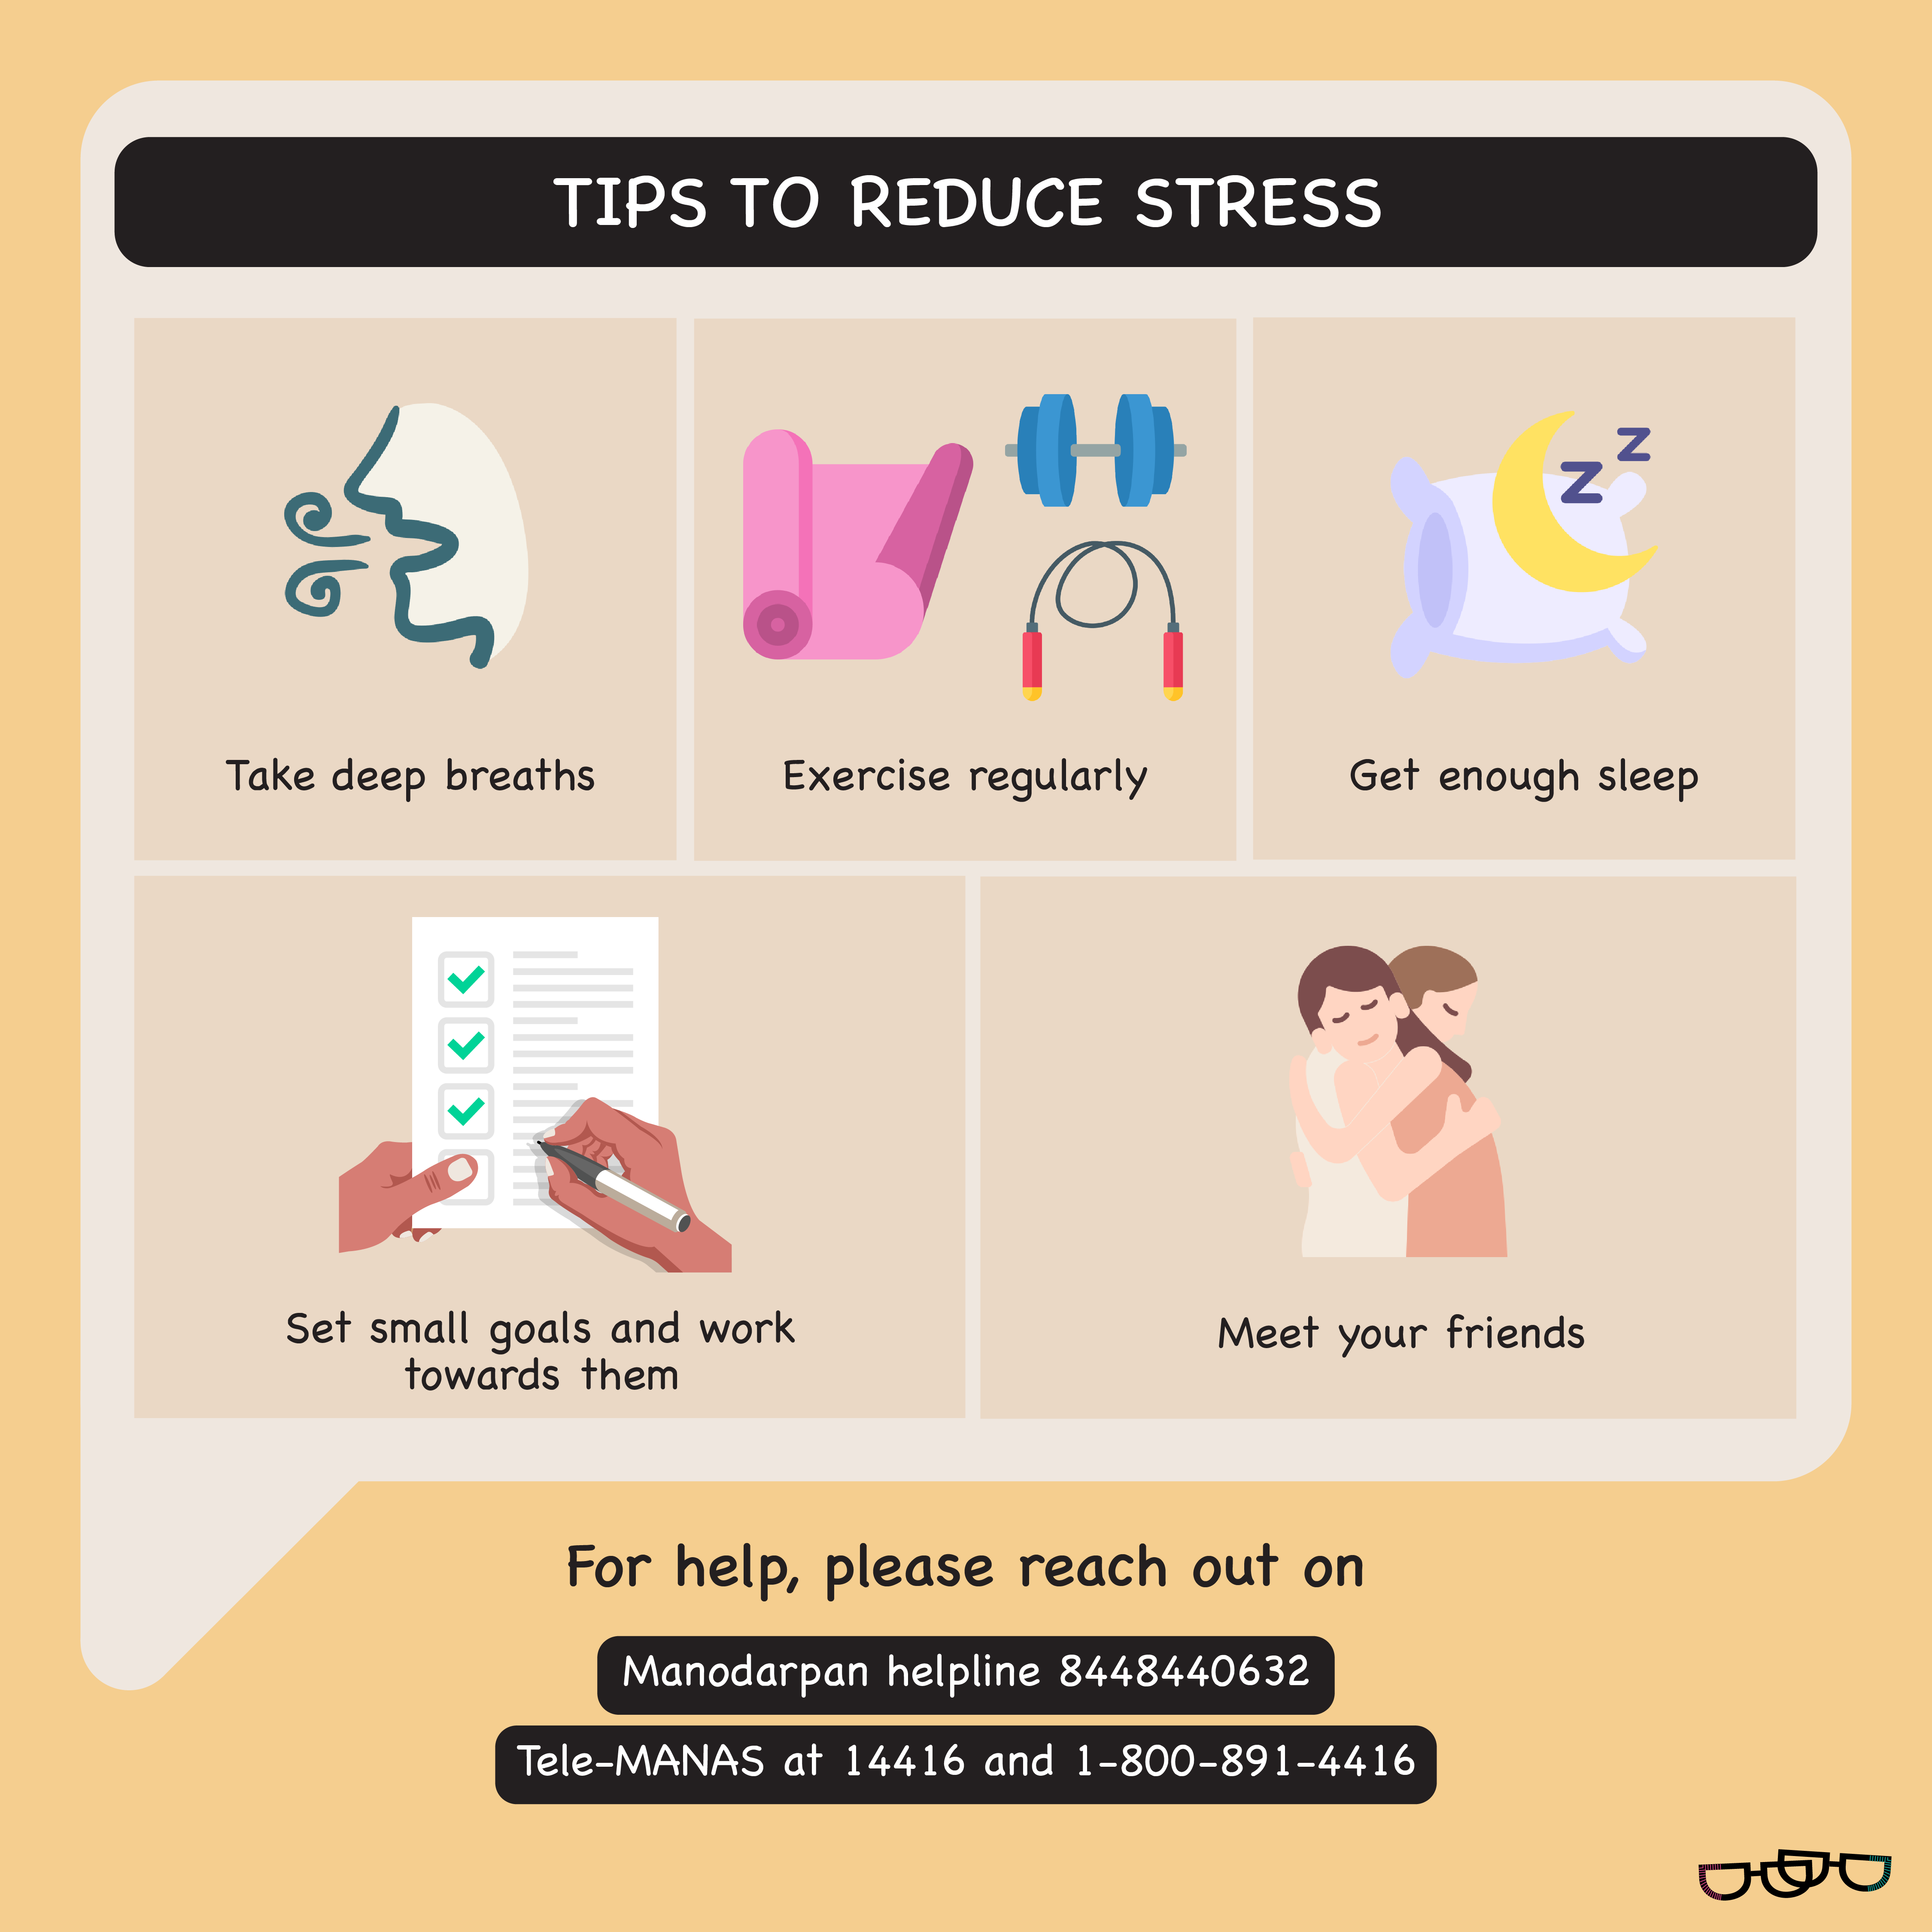 TIPS TO REDUCE STRESS
Take deep breaths
Exercise regularly
Get enough sleep
z
z
Set small goals and work
towards them
Meet your friends
For help, please reach out on
Manodarpan helpline 8448440632
Tele-MANAS at 14416 and 1-800-891-4416